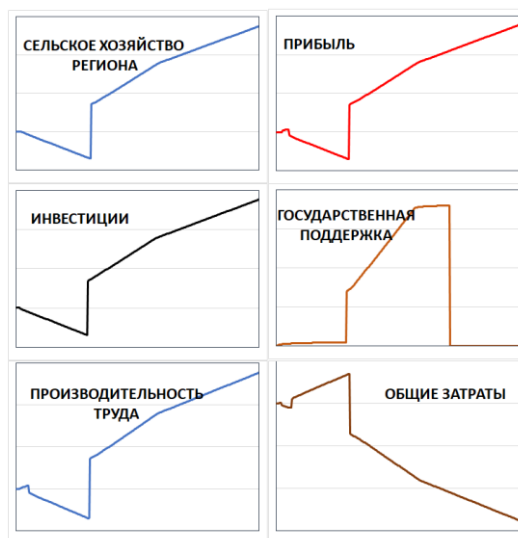 СЕЛЬСКОЕ ХОЗЯЙСТВО
РЕГИОНА
ПРИБЫЛЬ
ИНВЕСТИЦИИ
ГОСУДАРСТВЕННАЯ
ПОДДЕРЖКА
ПРОИЗВОДИТЕЛЬНОСТЬ
ТРУДА
ОБЩИЕ ЗАТРАТЫ